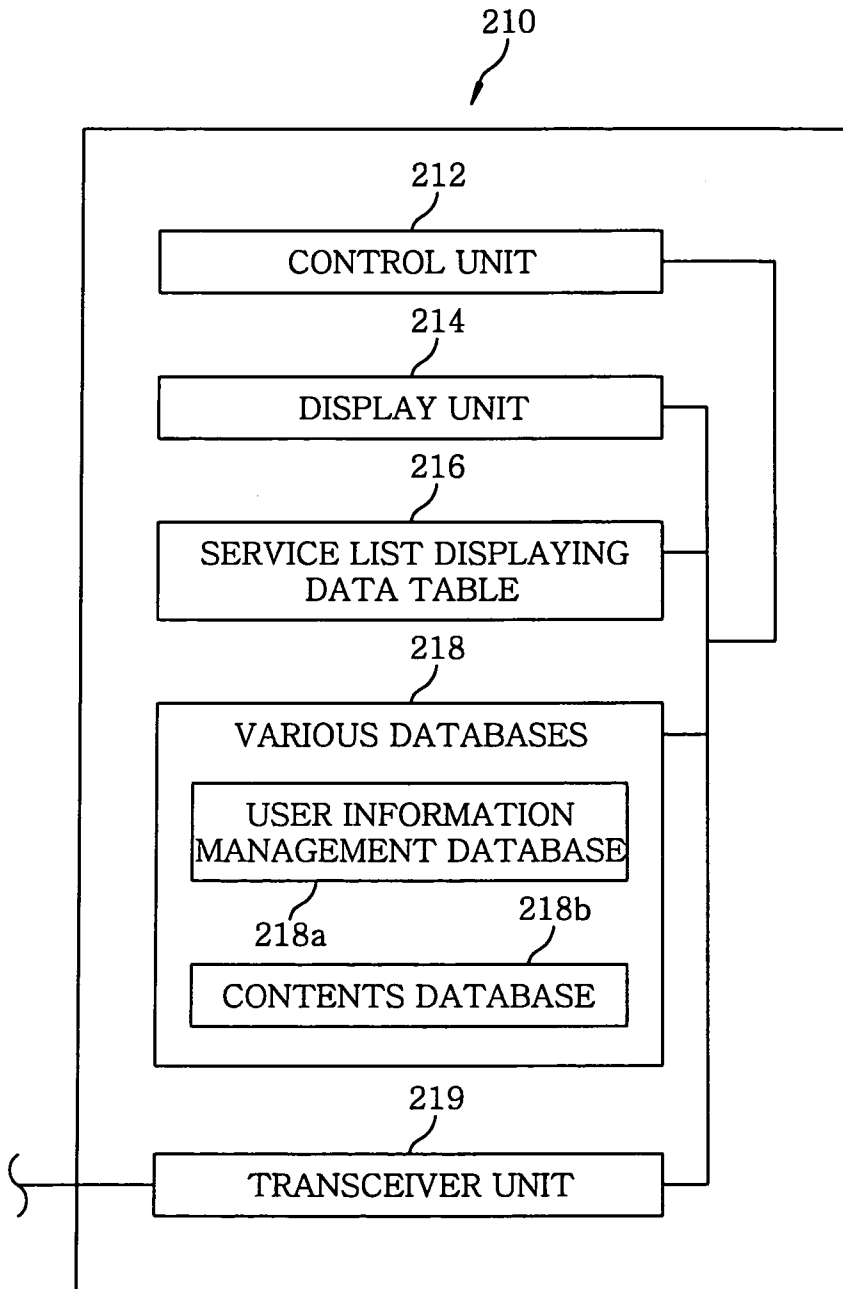 210
212
CONTROL UNIT
214
DISPLAY UNIT
216
SERVICE LIST DISPLAYING
DATA TABLE
218
VARIOUS DATABASES
USER INFORMATION
MANAGEMENT DATABASE
218a
218b
CONTENTS DATABASE
219
TRANSCEIVER UNIT